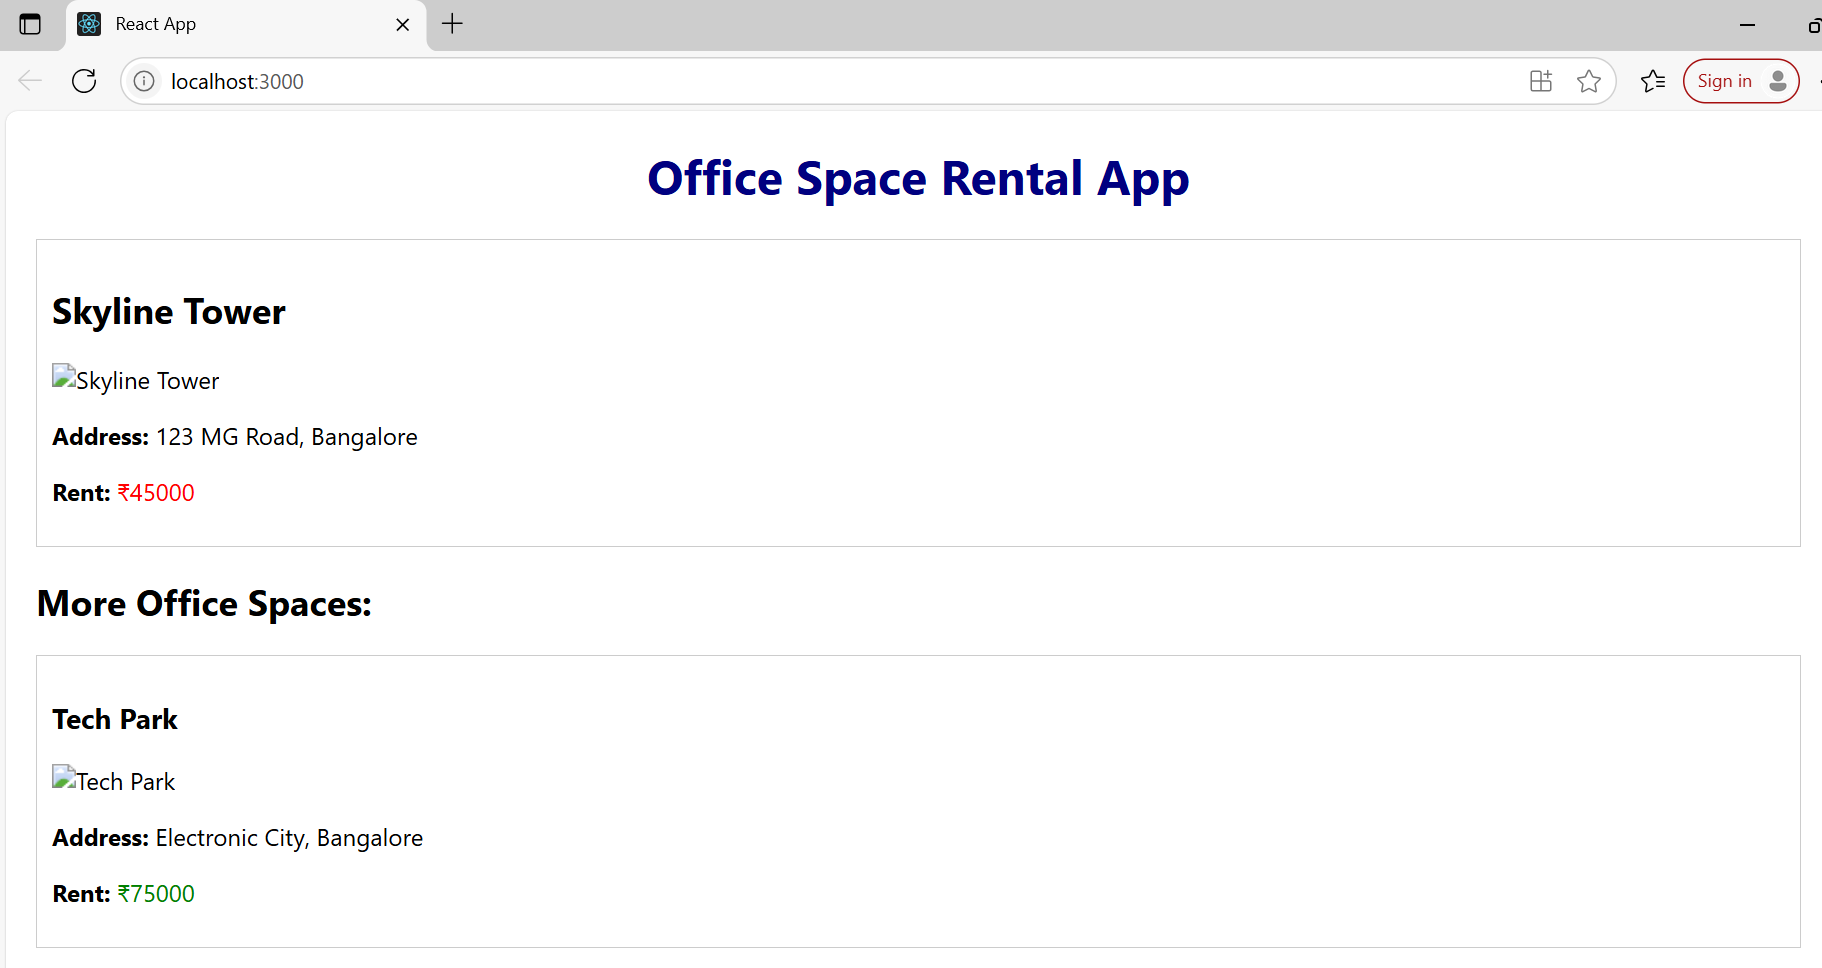 React App
localhost:3000
Sign in
Office Space Rental App
Skyline Tower
Skyline Tower
Address: 123 MG Road, Bangalore
Rent: ₹45000
More Office Spaces:
Tech Park
Tech Park
Address: Electronic City, Bangalore
Rent: ₹75000